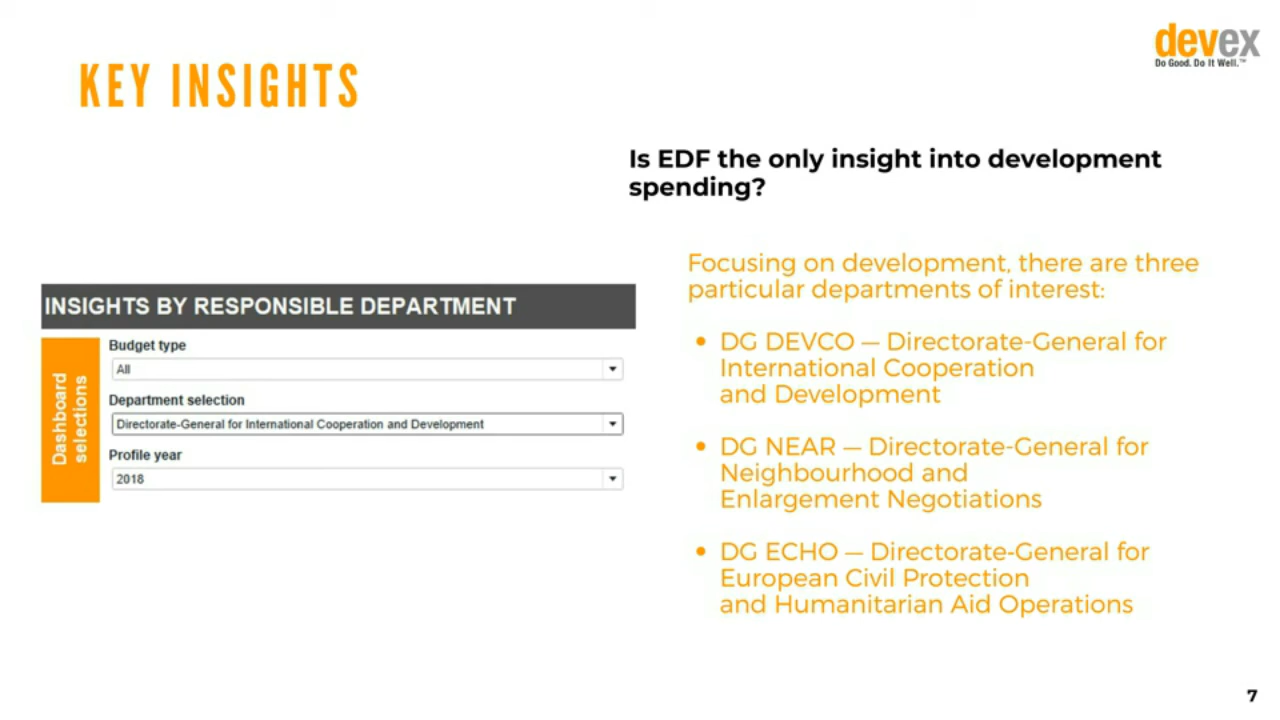 devex
Do Good. Do It Well.™
KEY INSIGHTS
Is EDF the only insight into development
spending?
INSIGHTS BY RESPONSIBLE DEPARTMENT
Dashboard
selections
Budget type
All
Department selection
Directorate-General for International Cooperation and Development
Profile year
2018
Focusing on development, there are three
particular departments of interest:
• DG DEVCO — Directorate-General for
International Cooperation
and Development
• DG NEAR — Directorate-General for
Neighbourhood and
Enlargement Negotiations
• DG ECHO — Directorate-General for
European Civil Protection
and Humanitarian Aid Operations
7